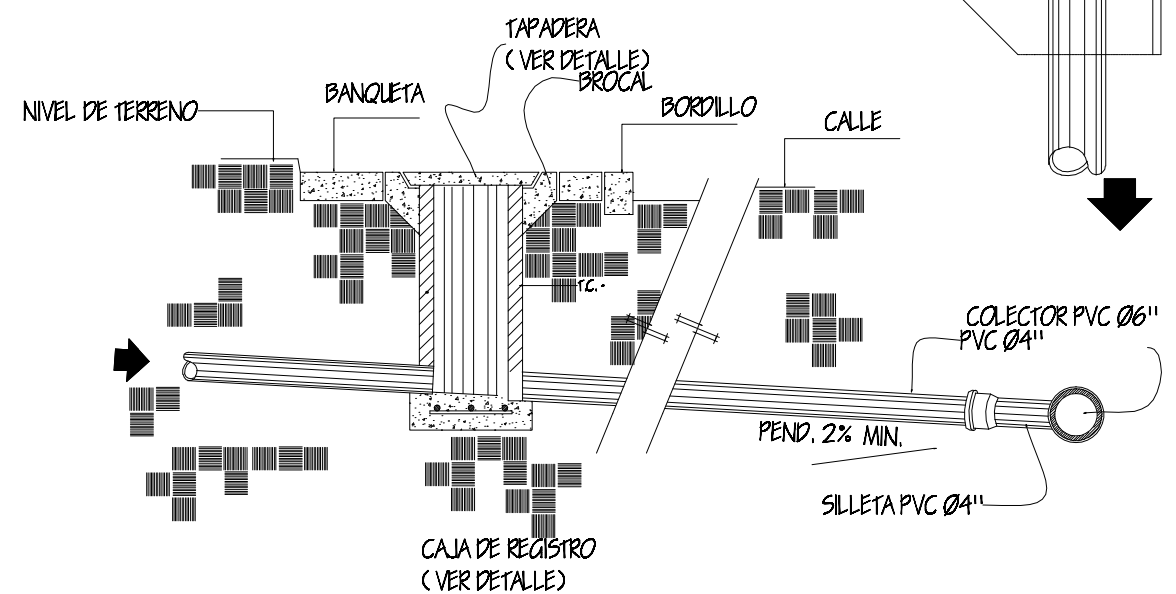 TAPADERA
( VER DETALLE)
BROCAL
BANQUETA
BORDILLO
NIVEL DE TERRENO
CALLE
T.C. -
COLECTOR PVC Ø6"
PVC Ø4"
PEND. 2% MIN.
SILLETA PVC Ø4"
CAJA DE REGISTRO
( VER DETALLE)